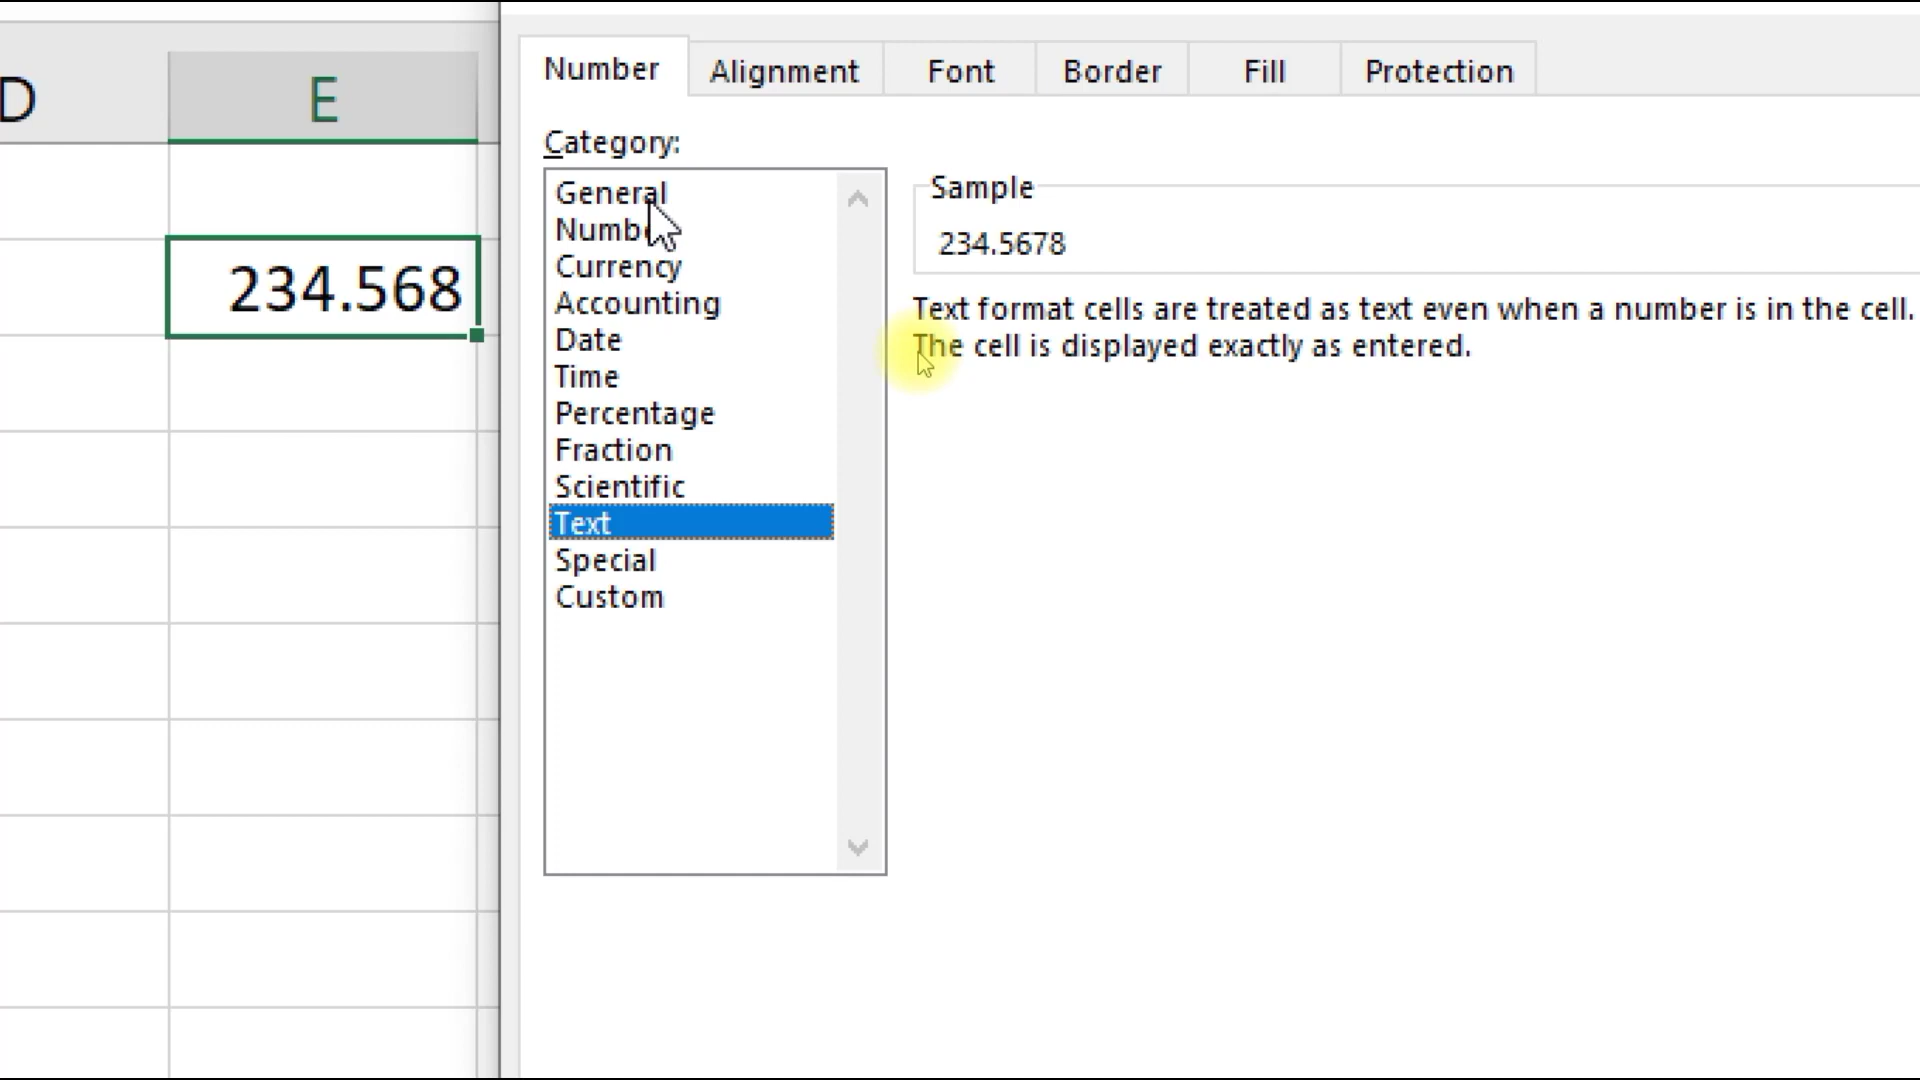 D
E
234.568
Number
Alignment
Font
Border
Fill
Protection
Category:
General
Currency
Accounting
Date
Time
Percentage
Fraction
Scientific
Text
Special
Custom
Sample
234.5678
Text format cells are treated as text even when a number is in the cell.
The cell is displayed exactly as entered.